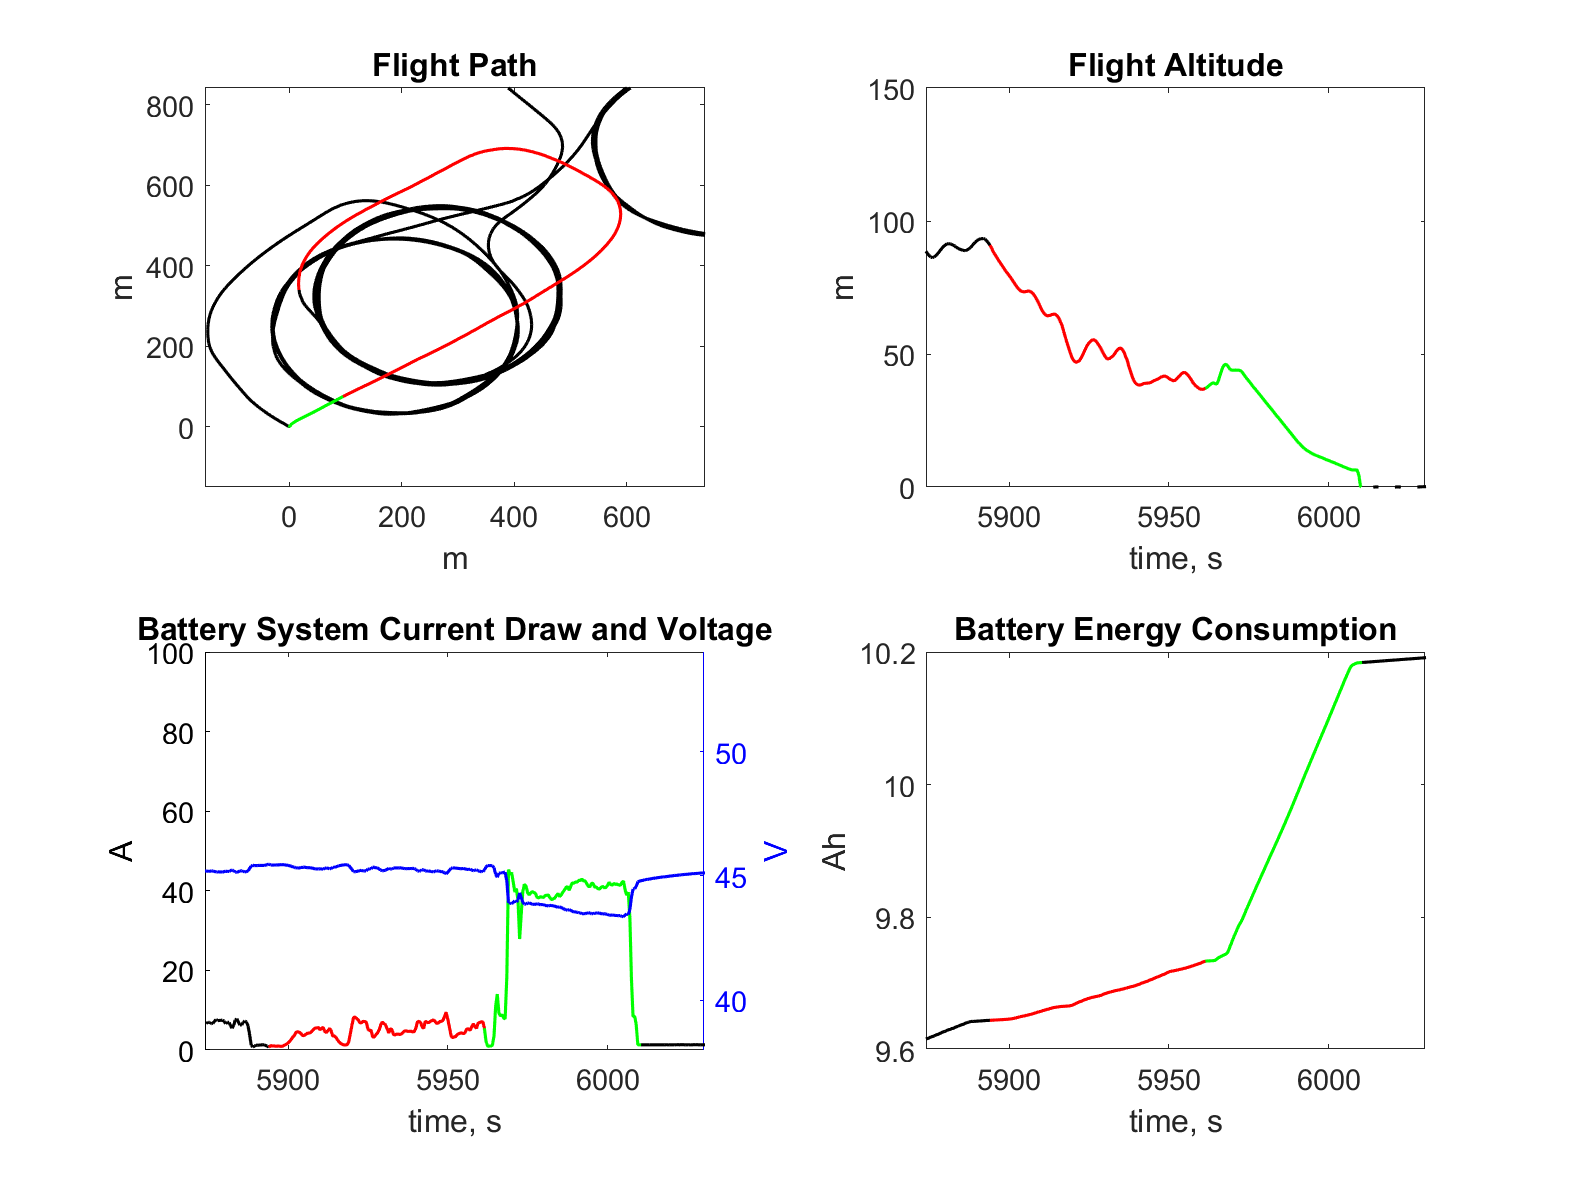 Flight Path
800
600
400
200
0
m
0 200 400 600
m
Flight Altitude
150
100
50
0
m
5900 5950 6000
time, s
Battery System Current Draw and Voltage
100
80
60
40
20
0
A
50
45
40
V
5900 5950 6000
time, s
Battery Energy Consumption
10.2
10
9.8
9.6
Ah
5900 5950 6000
time, s